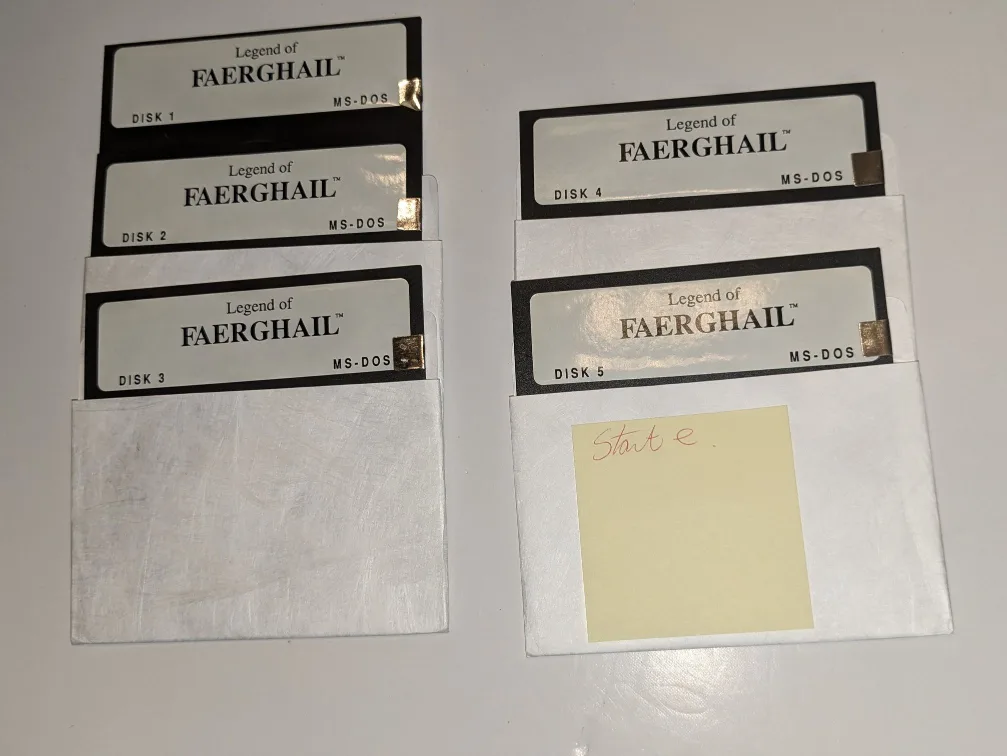 Legend of
FAERGHAIL™
MS-DOS
DISK 1
Legend of
FAERGHAIL™
MS-DOS
DISK 2
Legend of
FAERGHAIL™
MS-DOS
DISK 3
Legend of
FAERGHAIL™
MS-DOS
DISK 4
Legend of
FAERGHAIL™
MS-DOS
DISK 5
Start e.